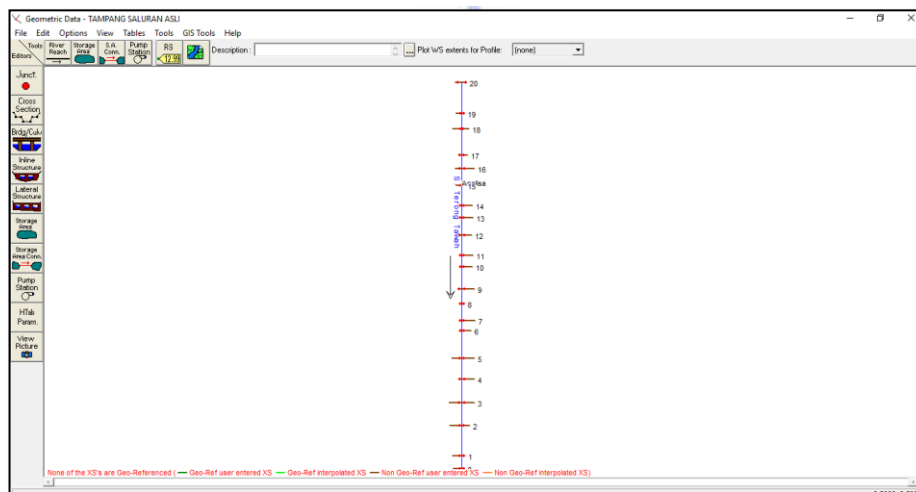 Geometric Data - TAMPANG SALURAN ASLI
File Edit Options View Tables Tools GIS Tools Help
Tools
Editors
River Reach
Storage Area
S.A. Conn.
Pump Station
RS
12.99
Description :
...
Plot WS extents for Profile:
(none)
Junct.
Cross Section
Brdg/Culv
Inline Structure
Lateral Structure
Storage Area
Storage Area Conn.
Pump Station
HTab Param.
View Picture
20
19
18
17
16
15
14
13
12
11
10
9
8
7
6
5
4
3
2
1
None of the XS's are Geo-Referenced ( Geo-Ref user entered XS Geo-Ref interpolated XS Non Geo-Ref user entered XS Non Geo-Ref interpolated XS)